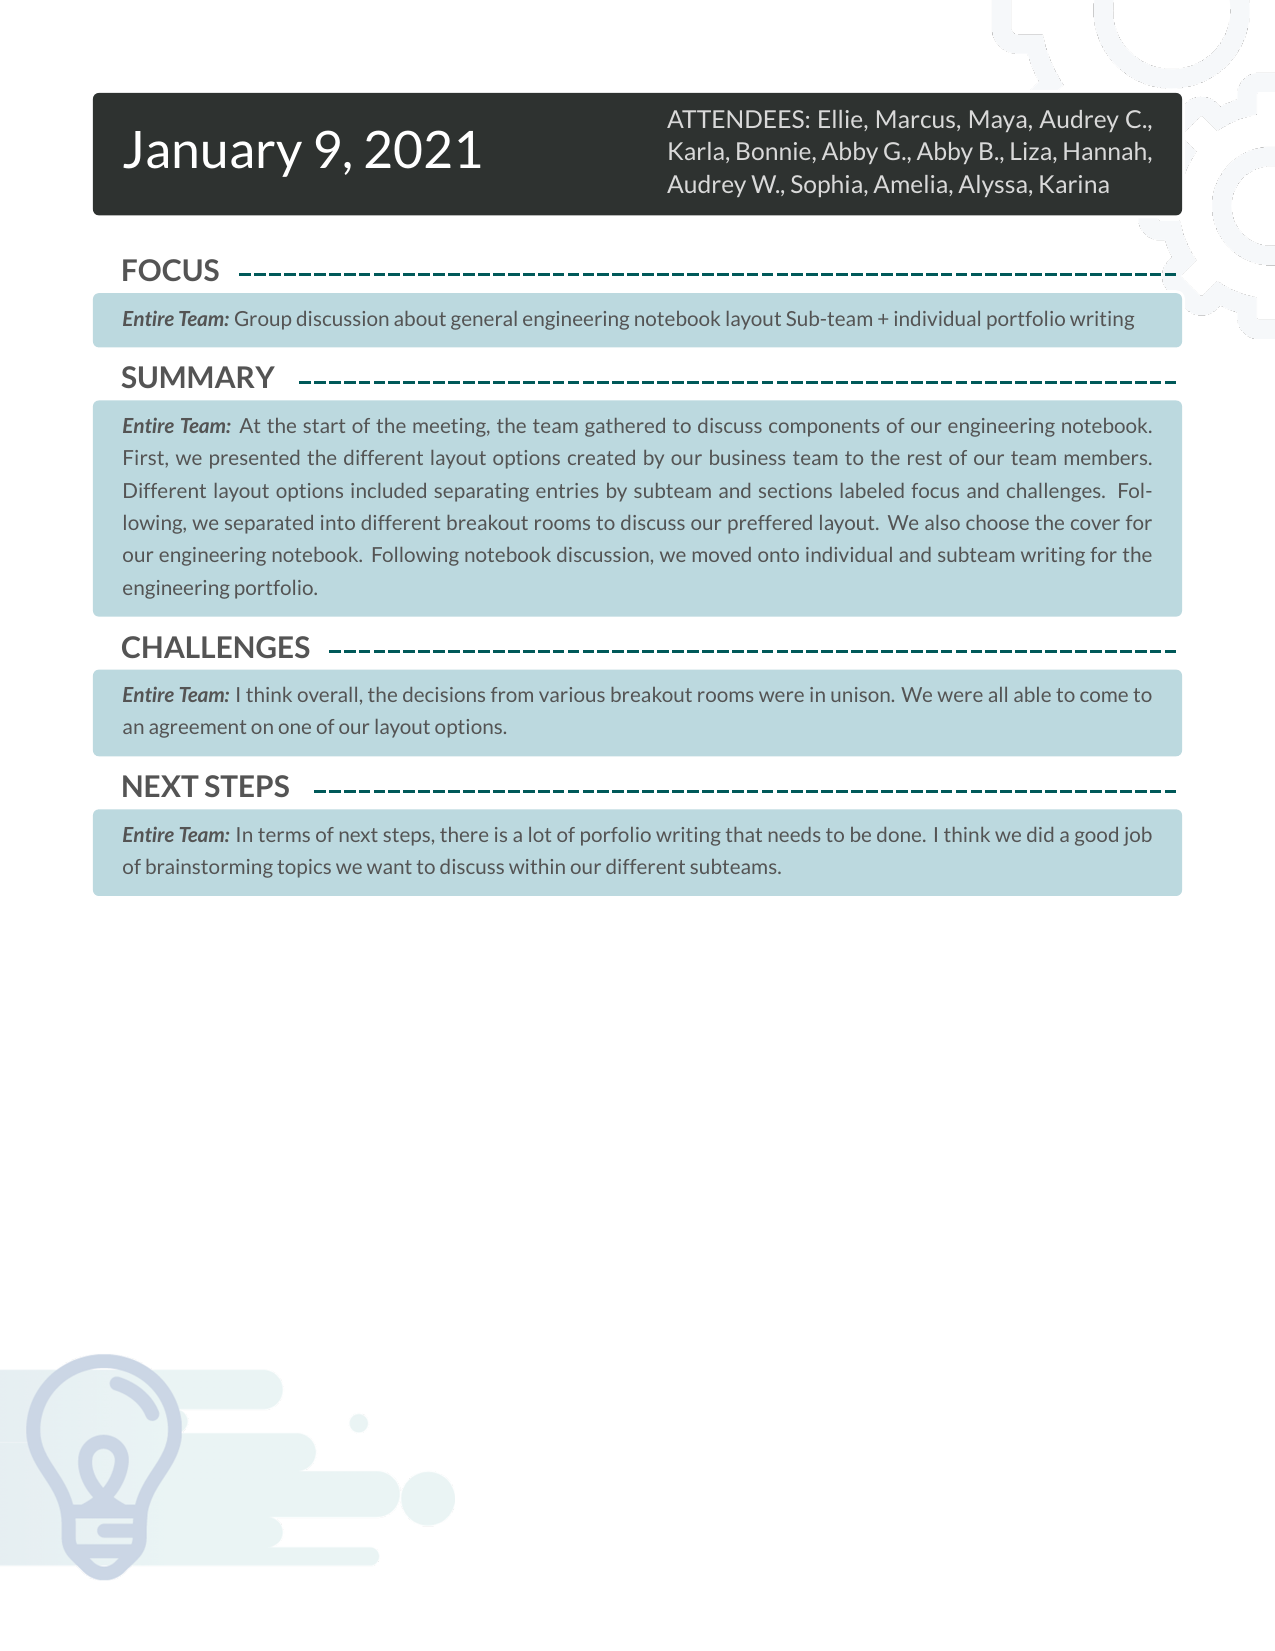 January 9, 2021
ATTENDEES: Ellie, Marcus, Maya, Audrey C.,
Karla, Bonnie, Abby G., Abby B., Liza, Hannah,
Audrey W., Sophia, Amelia, Alyssa, Karina
FOCUS
Entire Team: Group discussion about general engineering notebook layout Sub-team + individual portfolio writing
SUMMARY
Entire Team: At the start of the meeting, the team gathered to discuss components of our engineering notebook.
First, we presented the different layout options created by our business team to the rest of our team members.
Different layout options included separating entries by subteam and sections labeled focus and challenges. Fol-
lowing, we separated into different breakout rooms to discuss our preffered layout. We also choose the cover for
our engineering notebook. Following notebook discussion, we moved onto individual and subteam writing for the
engineering portfolio.
CHALLENGES
Entire Team: I think overall, the decisions from various breakout rooms were in unison. We were all able to come to
an agreement on one of our layout options.
NEXT STEPS
Entire Team: In terms of next steps, there is a lot of porfolio writing that needs to be done. I think we did a good job
of brainstorming topics we want to discuss within our different subteams.